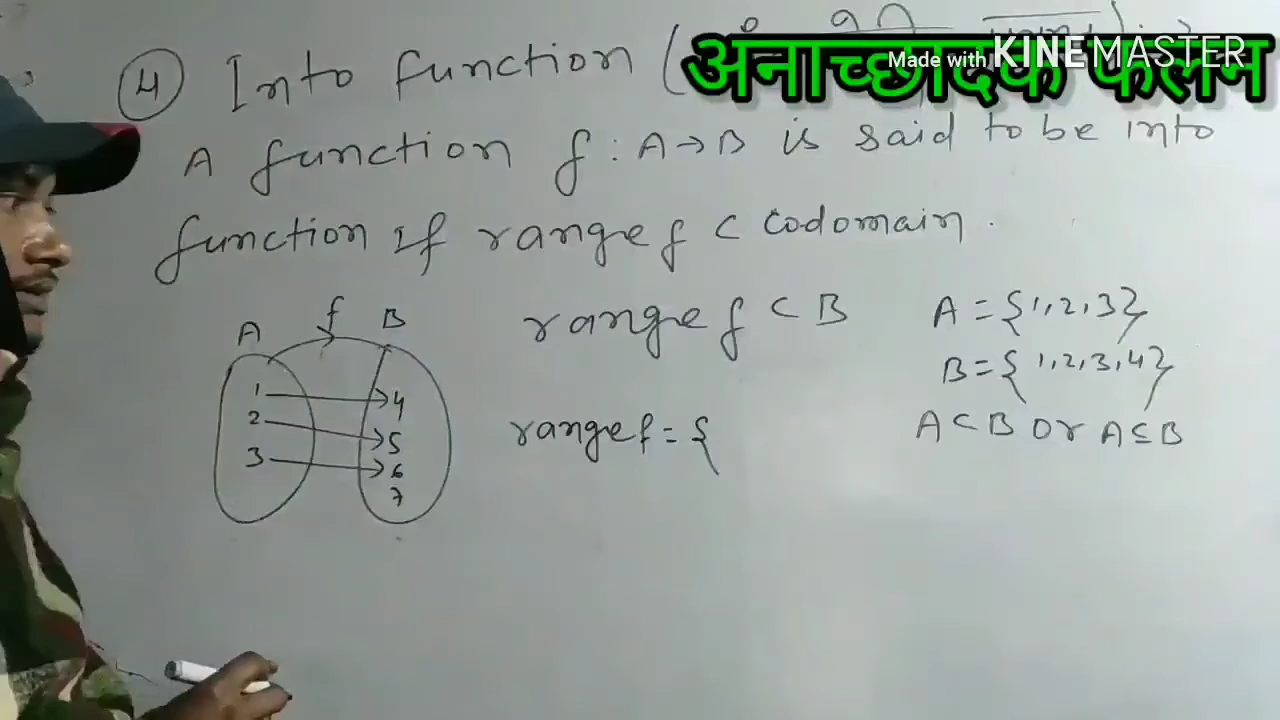 ④ Into function (
अनाच्छादक फलन
Made with KINEMASTER
A function f : A→B is said to be into
function if range f ⊂ codomain.
f
A B
1 4
2 5
3 6
7
range f ⊂ B
range f = {
A = {1,2,3}
B = {1,2,3,4}
A⊂B or A⊆B